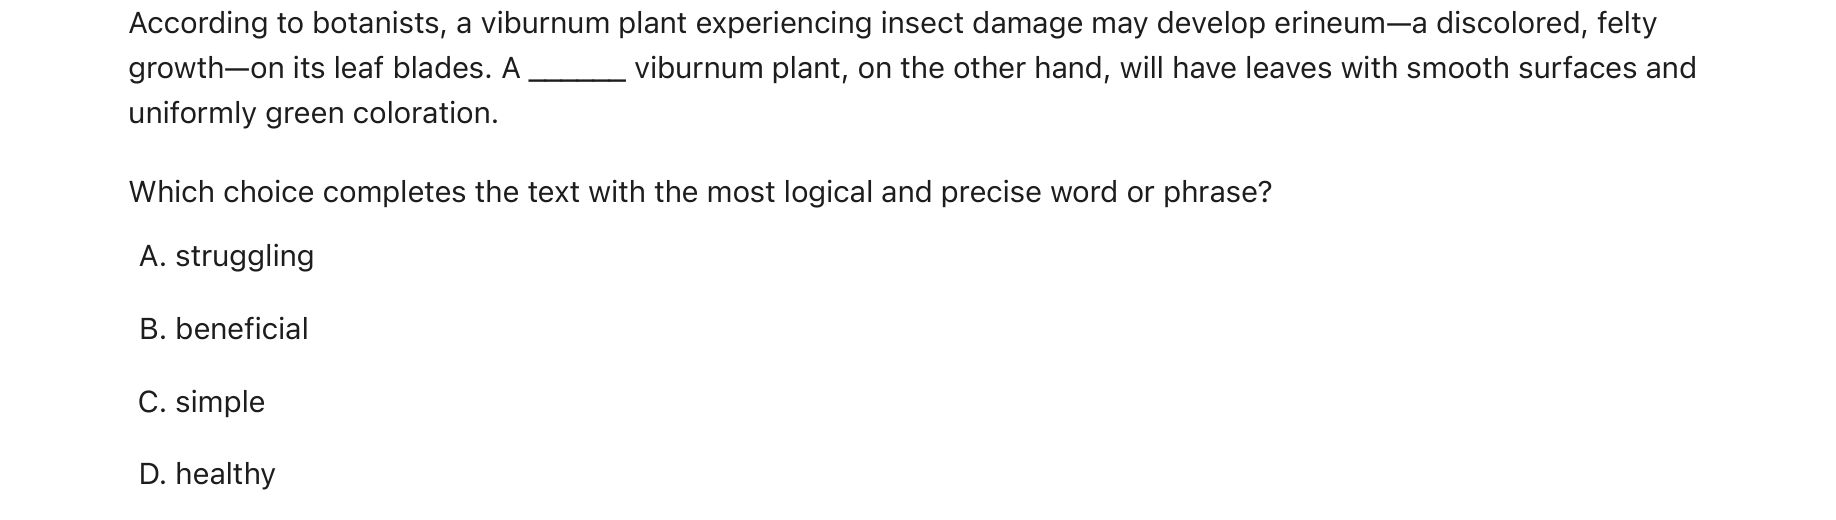 According to botanists, a viburnum plant experiencing insect damage may develop erineum—a discolored, felty
growth—on its leaf blades. A ______ viburnum plant, on the other hand, will have leaves with smooth surfaces and
uniformly green coloration.
Which choice completes the text with the most logical and precise word or phrase?
A. struggling
B. beneficial
C. simple
D. healthy